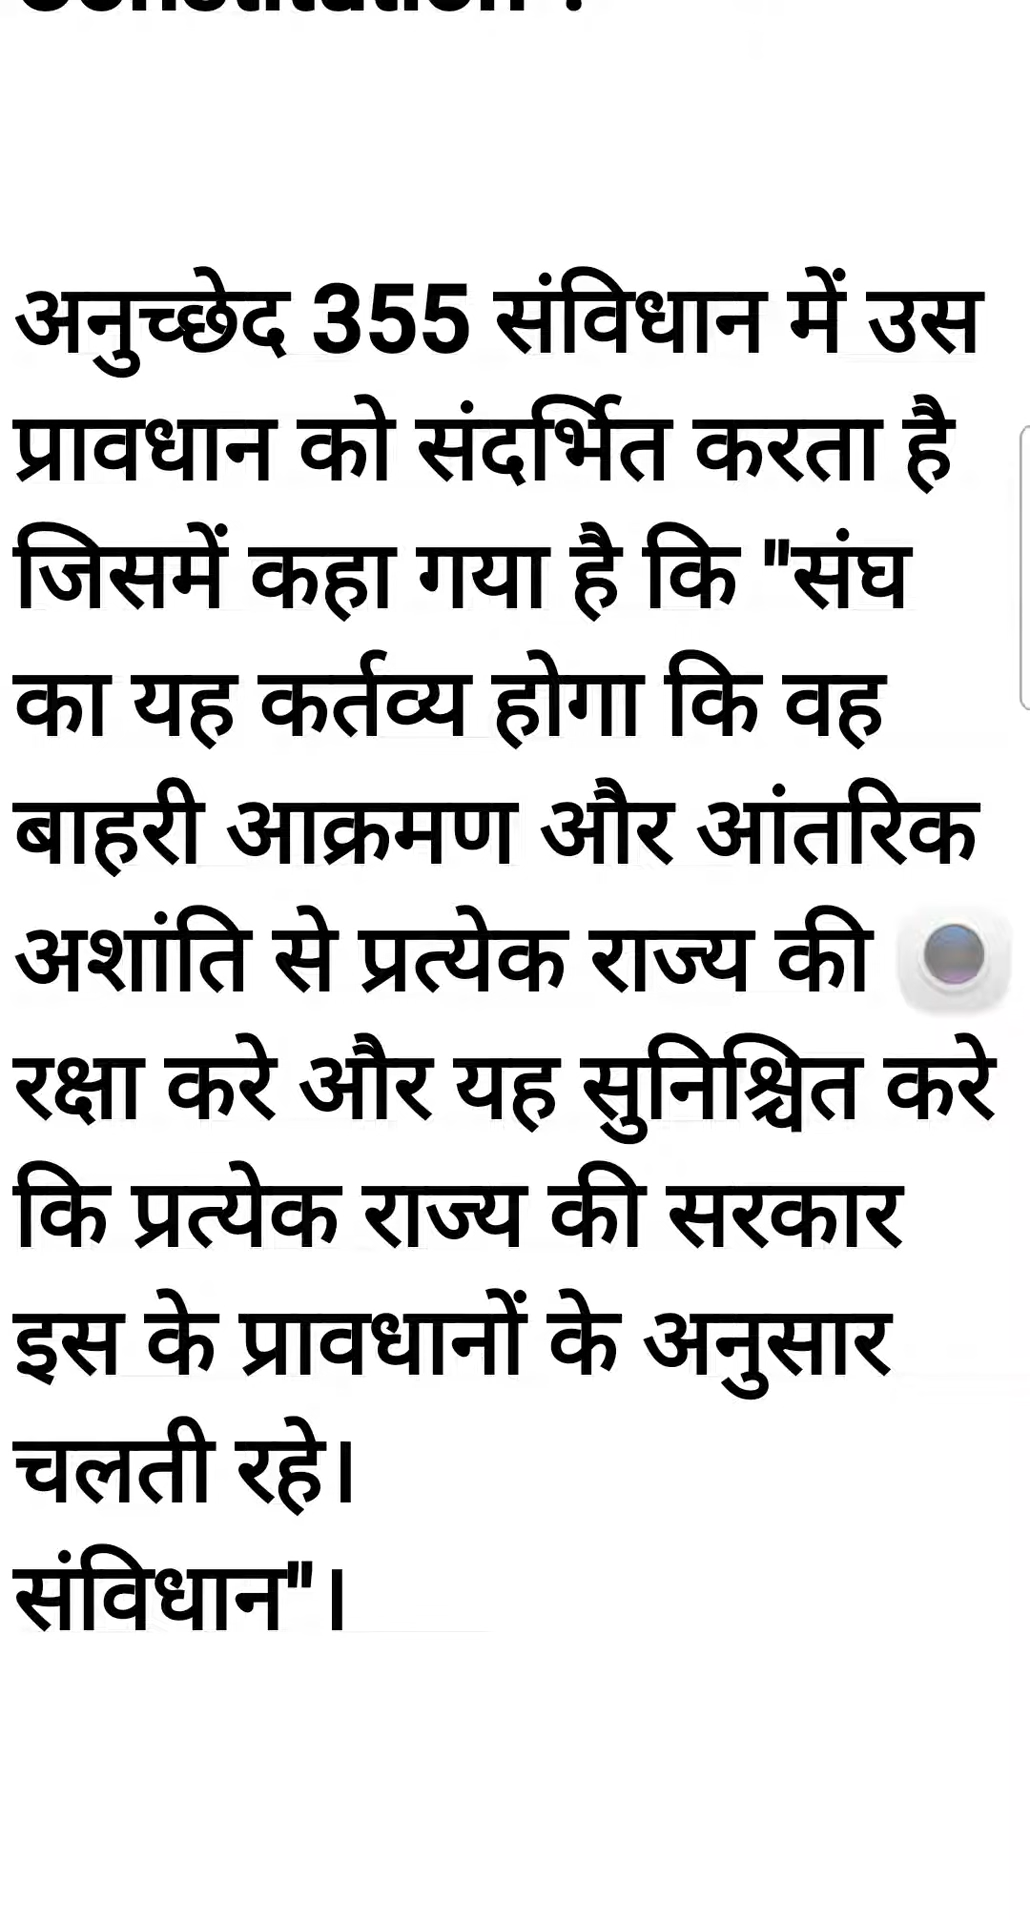 Constitution".
अनुच्छेद 355 संविधान में उस
प्रावधान को संदर्भित करता है
जिसमें कहा गया है कि "संघ
का यह कर्तव्य होगा कि वह
बाहरी आक्रमण और आंतरिक
अशांति से प्रत्येक राज्य की
रक्षा करे और यह सुनिश्चित करे
कि प्रत्येक राज्य की सरकार
इस के प्रावधानों के अनुसार
चलती रहे।
संविधान"।